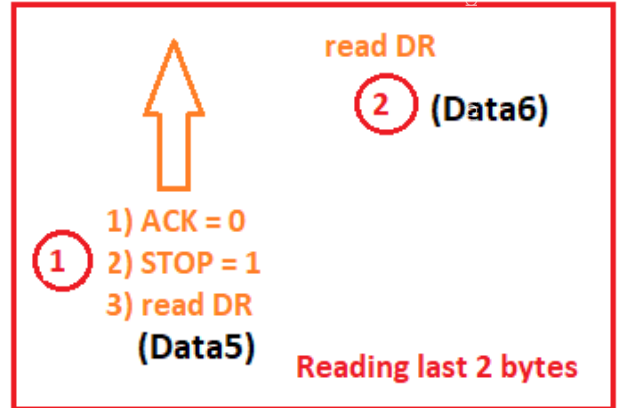 read DR
2 (Data6)
1) ACK = 0
1 2) STOP = 1
3) read DR
(Data5)
Reading last 2 bytes